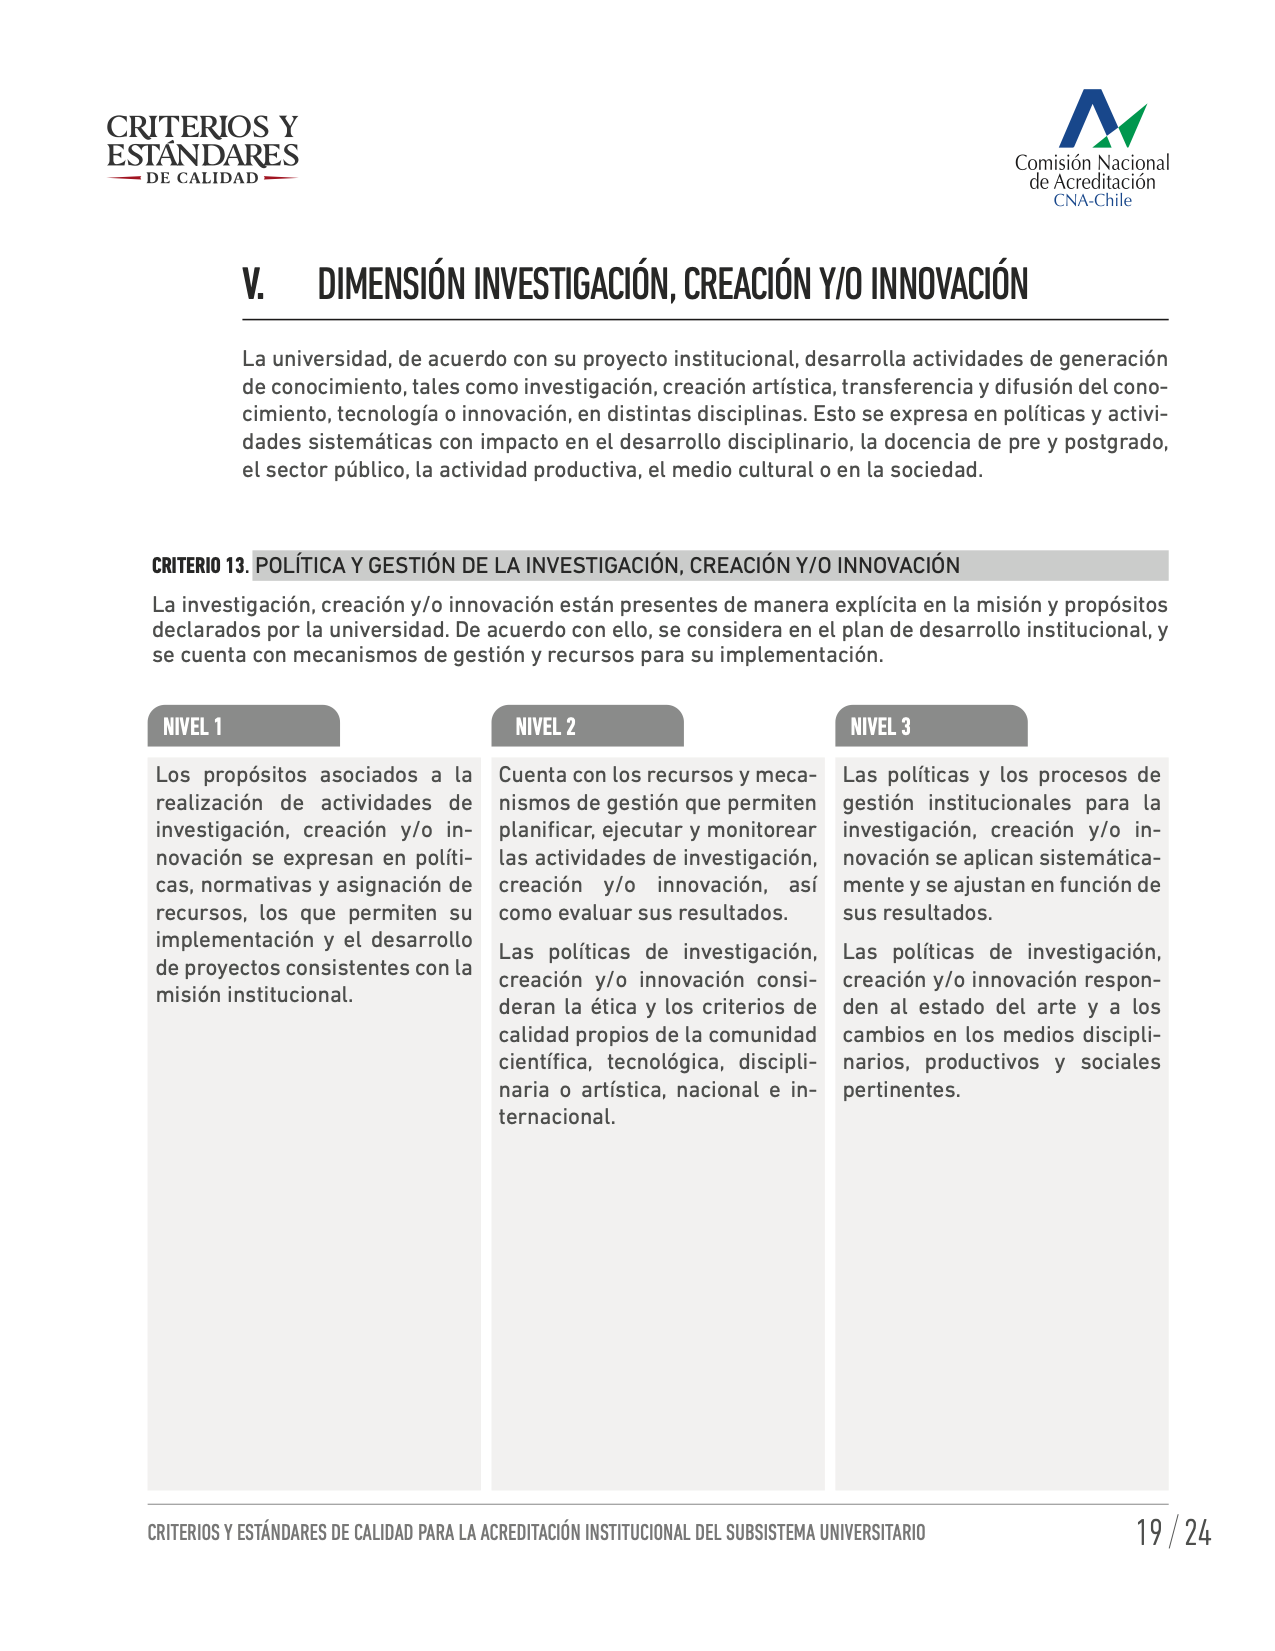 CRITERIOS Y
ESTÁNDARES
DE CALIDAD
Comisión Nacional
de Acreditación
CNA-Chile
V. DIMENSIÓN INVESTIGACIÓN, CREACIÓN Y/O INNOVACIÓN
La universidad, de acuerdo con su proyecto institucional, desarrolla actividades de generación
de conocimiento, tales como investigación, creación artística, transferencia y difusión del cono-
cimiento, tecnología o innovación, en distintas disciplinas. Esto se expresa en políticas y activi-
dades sistemáticas con impacto en el desarrollo disciplinario, la docencia de pre y postgrado,
el sector público, la actividad productiva, el medio cultural o en la sociedad.
CRITERIO 13. POLÍTICA Y GESTIÓN DE LA INVESTIGACIÓN, CREACIÓN Y/O INNOVACIÓN
La investigación, creación y/o innovación están presentes de manera explícita en la misión y propósitos
declarados por la universidad. De acuerdo con ello, se considera en el plan de desarrollo institucional, y
se cuenta con mecanismos de gestión y recursos para su implementación.
NIVEL 1
Los propósitos asociados a la
realización de actividades de
investigación, creación y/o in-
novación se expresan en políti-
cas, normativas y asignación de
recursos, los que permiten su
implementación y el desarrollo
de proyectos consistentes con la
misión institucional.
NIVEL 2
Cuenta con los recursos y meca-
nismos de gestión que permiten
planificar, ejecutar y monitorear
las actividades de investigación,
creación y/o innovación, así
como evaluar sus resultados.
Las políticas de investigación,
creación y/o innovación consi-
deran la ética y los criterios de
calidad propios de la comunidad
científica, tecnológica, discipli-
naria o artística, nacional e in-
ternacional.
NIVEL 3
Las políticas y los procesos de
gestión institucionales para la
investigación, creación y/o in-
novación se aplican sistemática-
mente y se ajustan en función de
sus resultados.
Las políticas de investigación,
creación y/o innovación respon-
den al estado del arte y a los
cambios en los medios discipli-
narios, productivos y sociales
pertinentes.
CRITERIOS Y ESTÁNDARES DE CALIDAD PARA LA ACREDITACIÓN INSTITUCIONAL DEL SUBSISTEMA UNIVERSITARIO
19 / 24